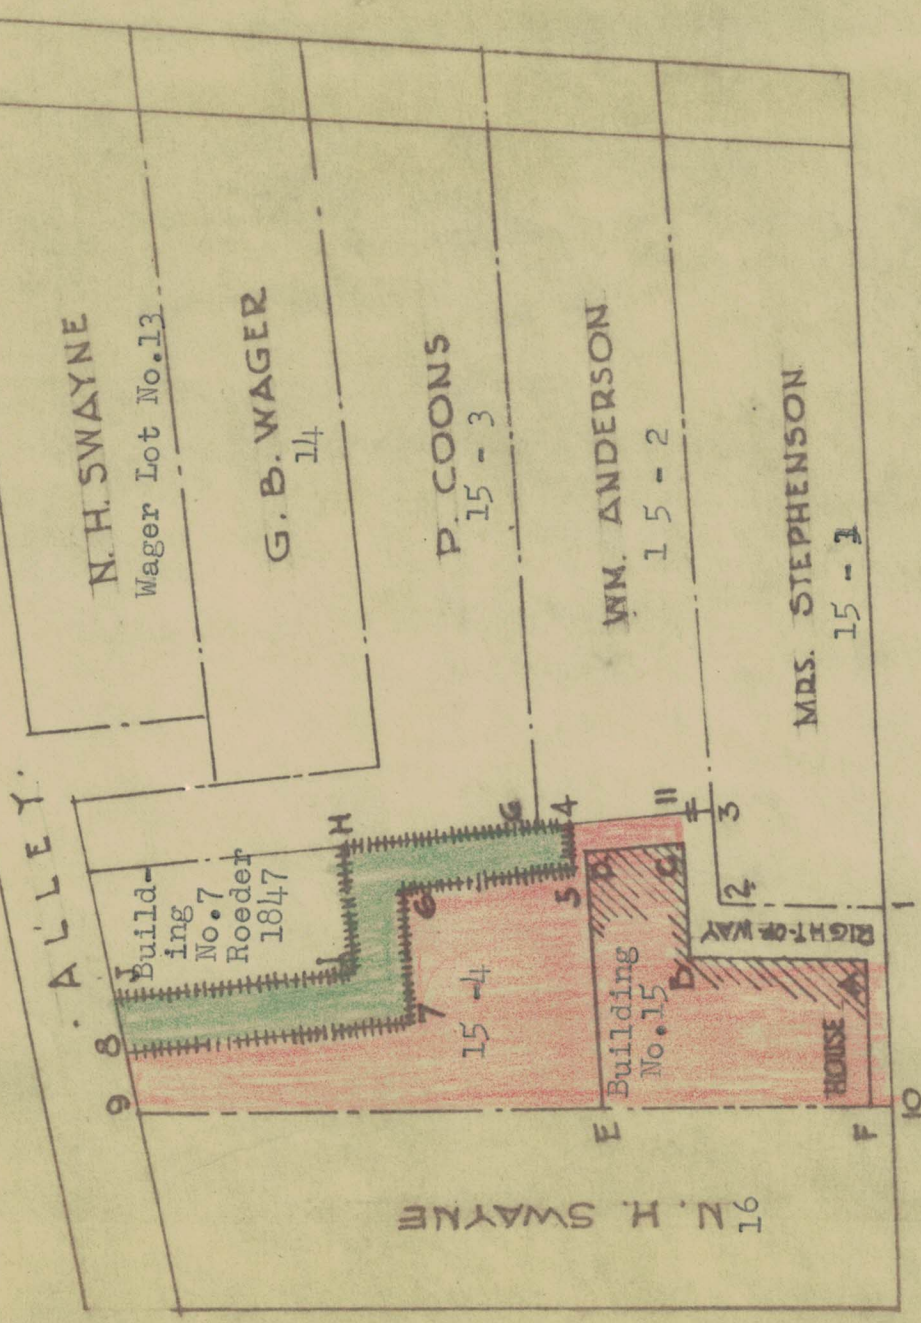 N. H. SWAYNE
Wager Lot No.13
G. B. WAGER
14
P. COONS
15 - 3
WM. ANDERSON
15 - 2
MRS. STEPHENSON
15 - 1
ALLEY.
Build-
ing
No.7
Roeder
1847
15 -4
Building
No.15
HOUSE
RIGHT-OF-WAY
N. H. SWAYNE
16
J
H
I
G
4
5
6
7
8
9
11
3
2
1
10
D
C
B
A
E
F